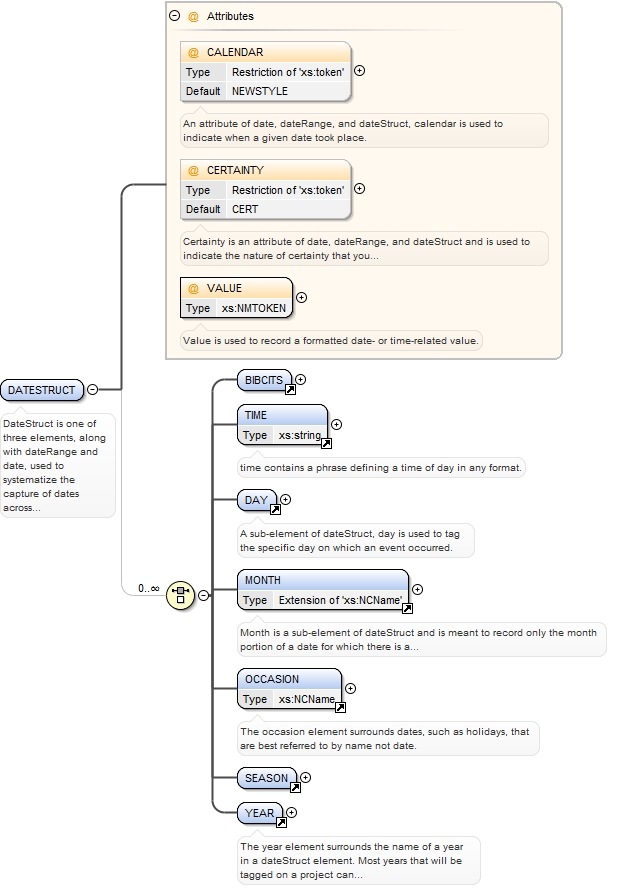 @ Attributes
@ CALENDAR
Type Restriction of 'xs:token'
Default NEWSTYLE
An attribute of date, dateRange, and dateStruct, calendar is used to
indicate when a given date took place.
@ CERTAINTY
Type Restriction of 'xs:token'
Default CERT
Certainty is an attribute of date, dateRange, and dateStruct and is used to
indicate the nature of certainty that you...
@ VALUE
Type xs:NMTOKEN
Value is used to record a formatted date- or time-related value.
DATESTRUCT
DateStruct is one of
three elements, along
with dateRange and
date, used to
systematize the
capture of dates
across...
0..∞
BIBCITS
TIME
Type xs:string
time contains a phrase defining a time of day in any format.
DAY
A sub-element of dateStruct, day is used to tag
the specific day on which an event occurred.
MONTH
Type Extension of 'xs:NCName'
Month is a sub-element of dateStruct and is meant to record only the month
portion of a date for which there is a...
OCCASION
Type xs:NCName
The occasion element surrounds dates, such as holidays, that
are best referred to by name not date.
SEASON
YEAR
The year element surrounds the name of a year
in a dateStruct element. Most years that will be
tagged on a project can...